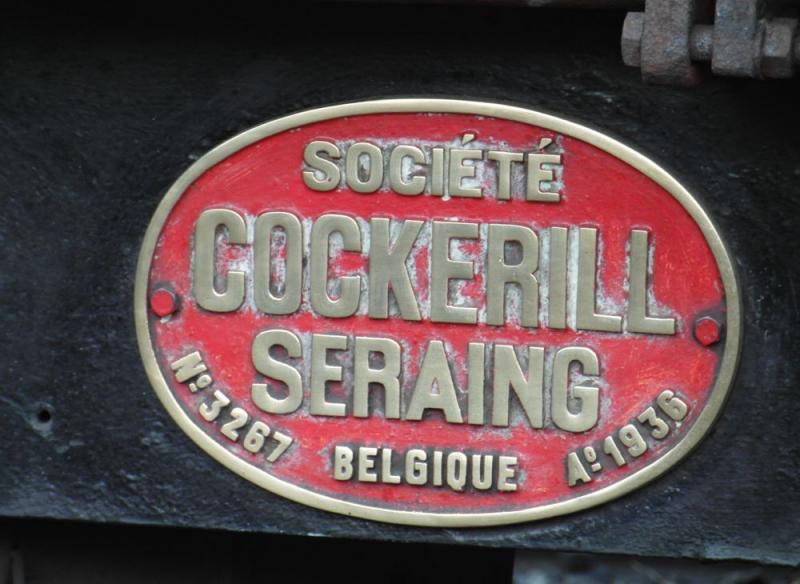 SOCIÉTÉ
COCKERILL
SERAING
Nº 3267
BELGIQUE
Aº 1936